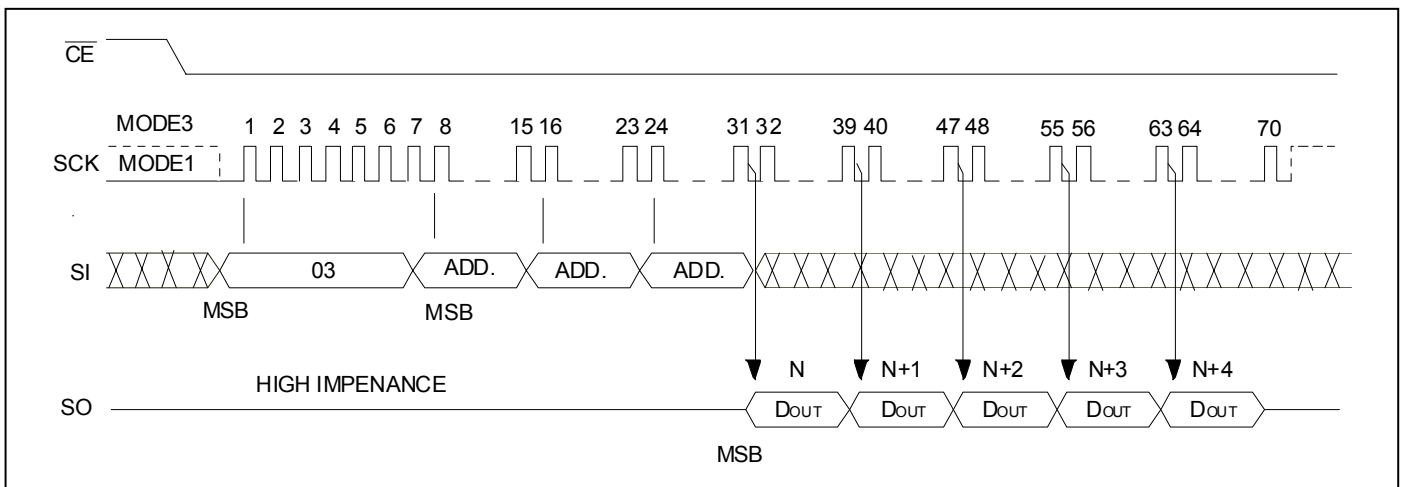 CE
MODE3 1 2 3 4 5 6 7 8 15 16 23 24 31 32 39 40 47 48 55 56 63 64 70
SCK MODE1
SI 03 ADD. ADD. ADD.
MSB MSB
N N+1 N+2 N+3 N+4
HIGH IMPENANCE
SO DOUT DOUT DOUT DOUT DOUT
MSB